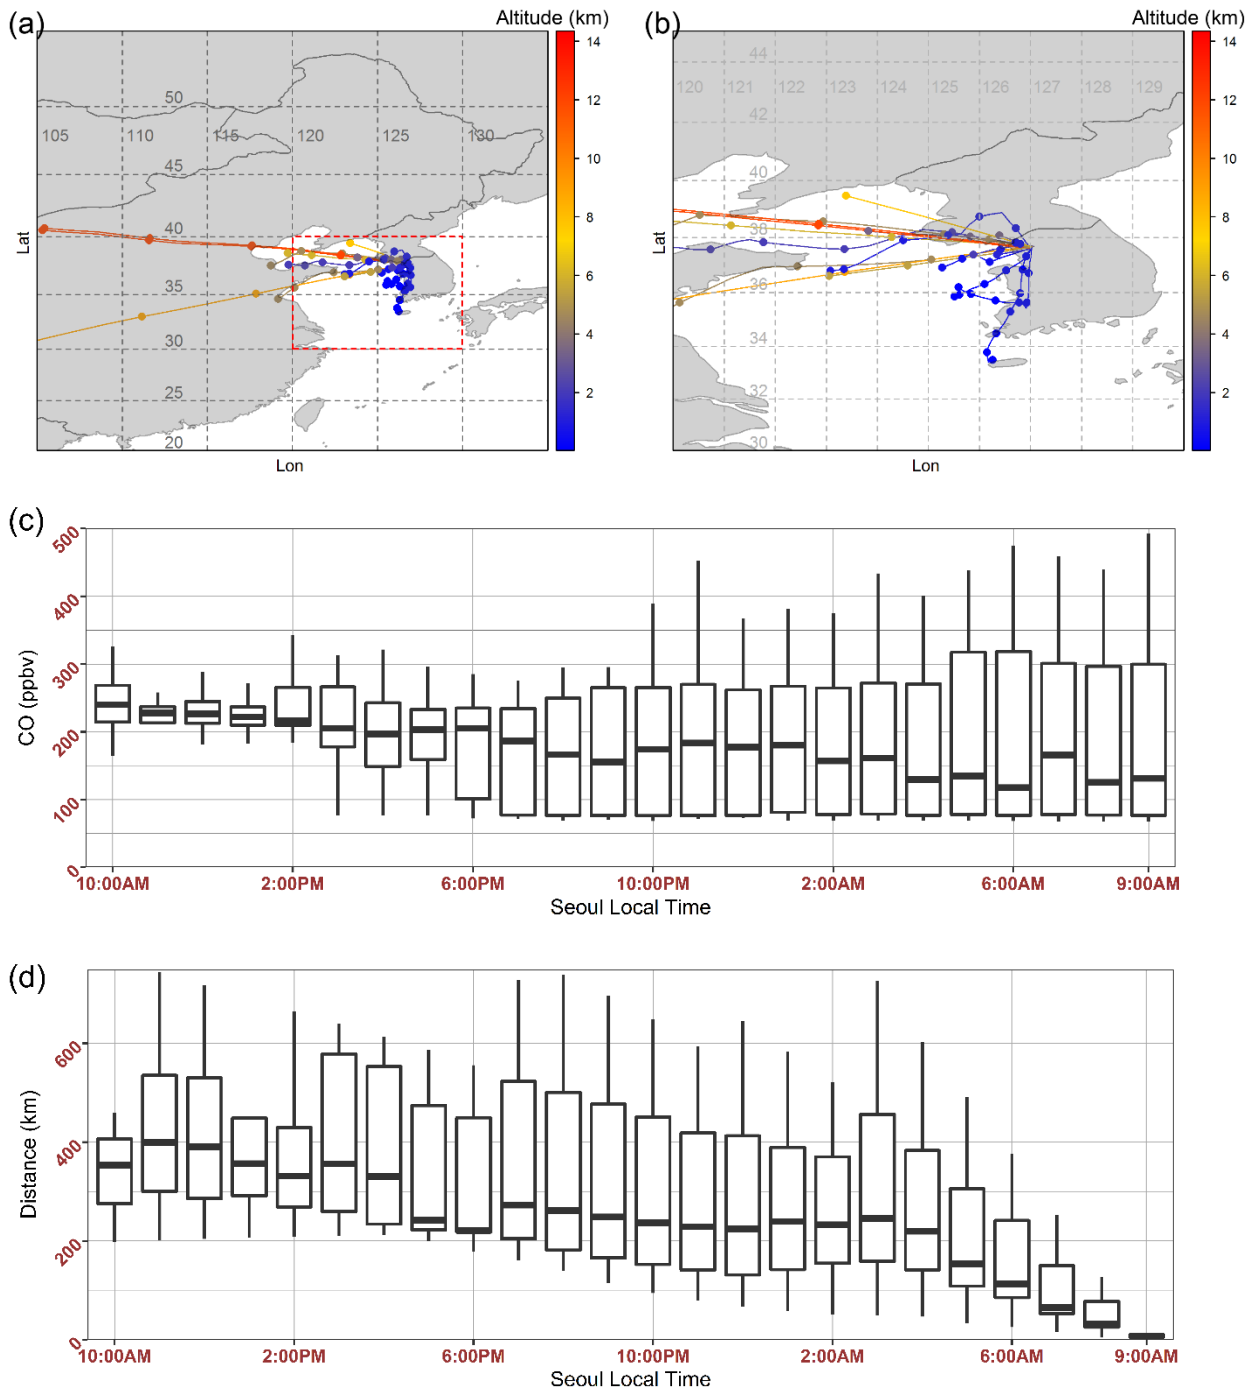 (a)
Altitude (km)
14
12
10
8
6
4
2
50
105
110
115
120
125
130
45
40
35
30
25
20
Lat
Lon
(b)
Altitude (km)
14
12
10
8
6
4
2
44
120
121
122
123
124
125
126
127
128
129
42
40
38
36
34
32
30
Lat
Lon
(c)
500
400
300
200
100
0
CO (ppbv)
10:00AM
2:00PM
6:00PM
10:00PM
2:00AM
6:00AM
9:00AM
Seoul Local Time
(d)
600
400
200
0
Distance (km)
10:00AM
2:00PM
6:00PM
10:00PM
2:00AM
6:00AM
9:00AM
Seoul Local Time